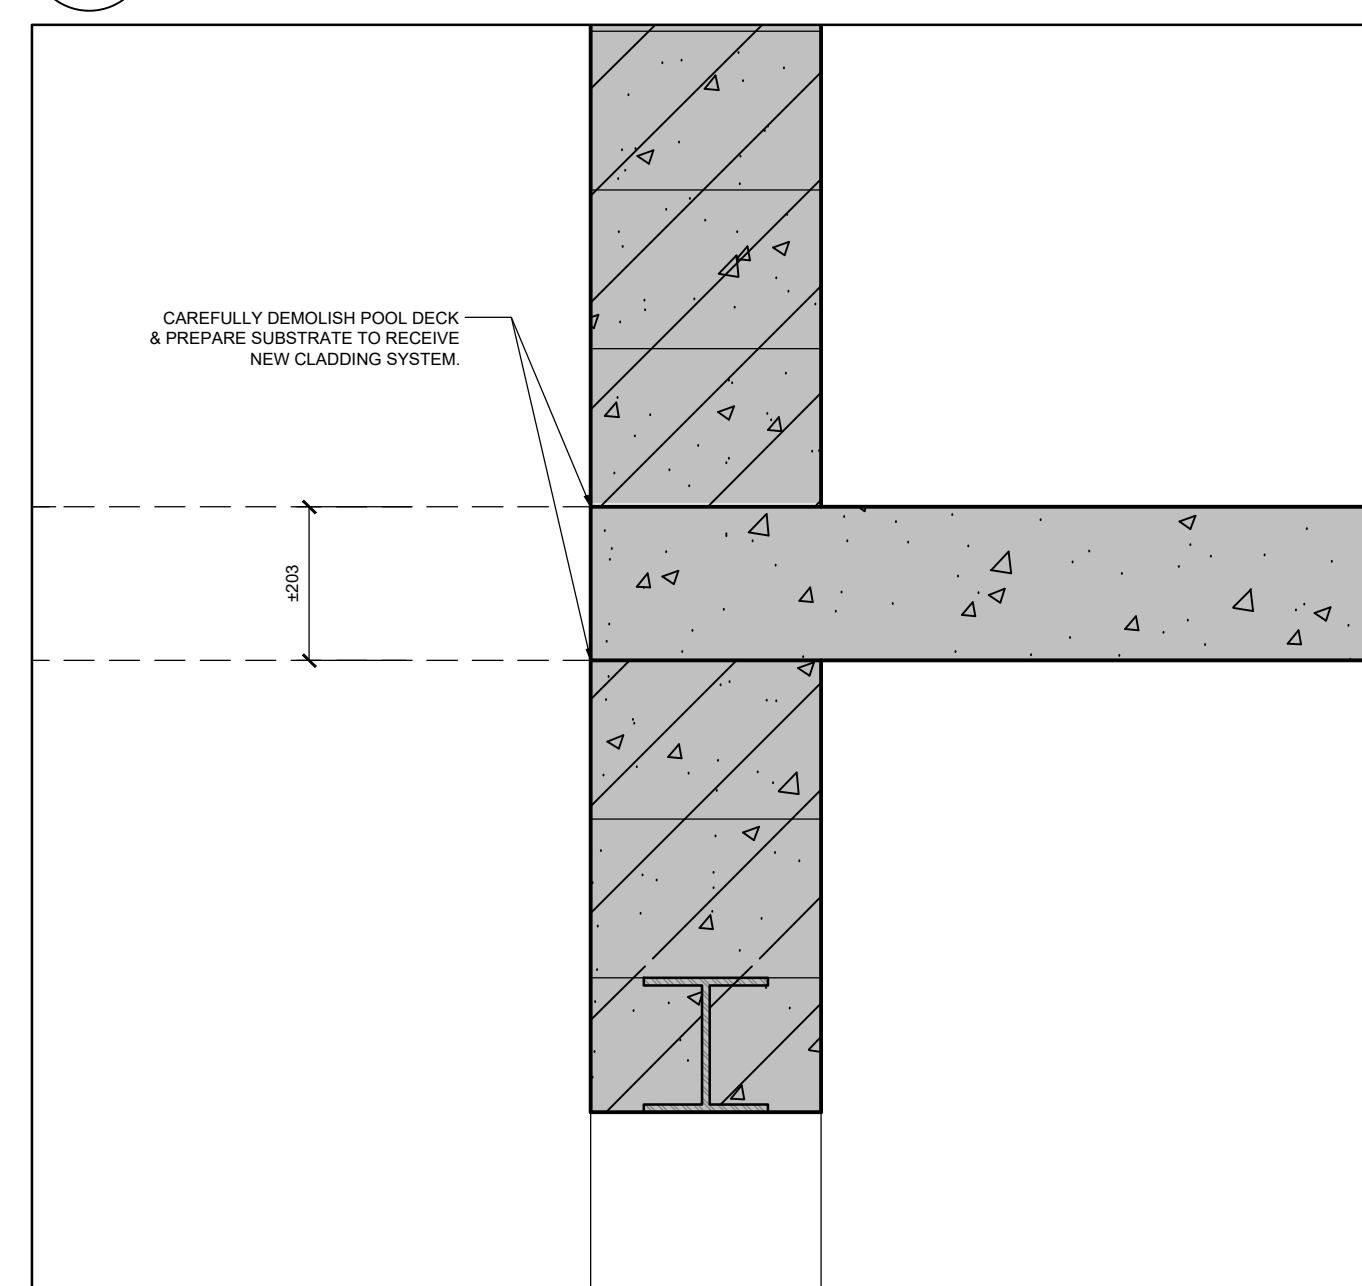 CAREFULLY DEMOLISH POOL DECK
& PREPARE SUBSTRATE TO RECEIVE
NEW CLADDING SYSTEM.
±203